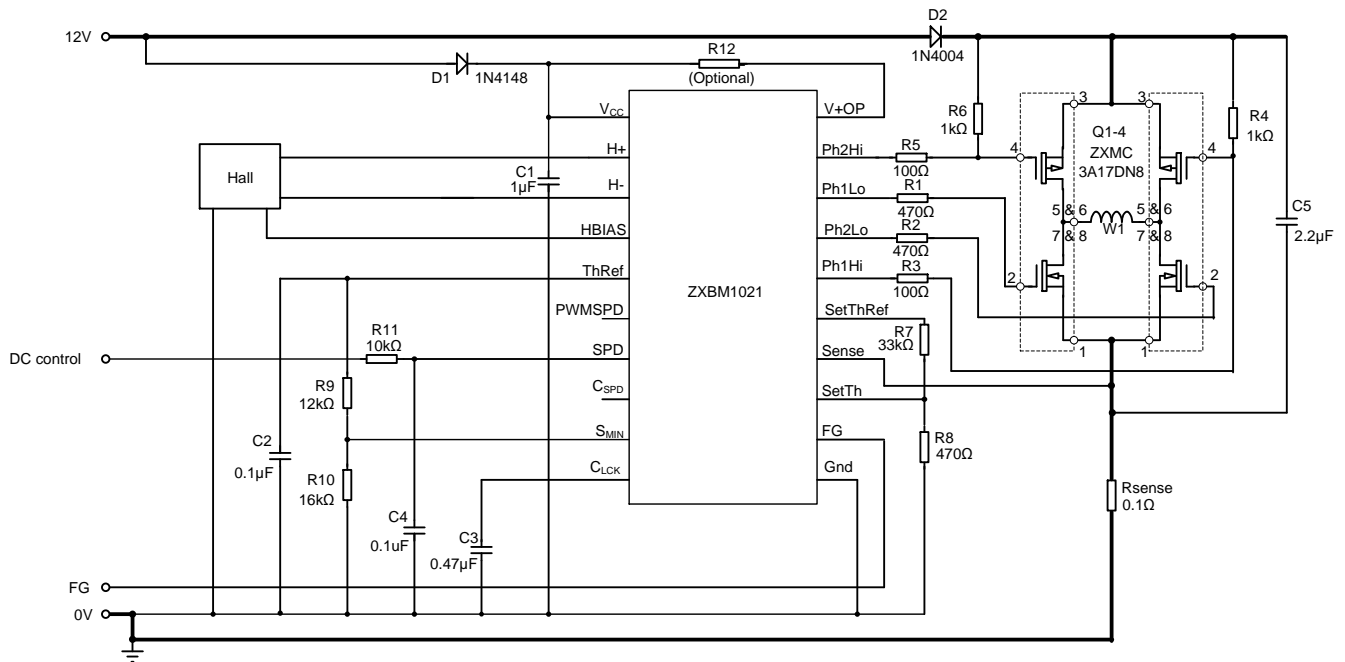 D2
12V
1N4004
R12
(Optional)
D1
1N4148
VCC
V+OP
R6
1kΩ
3
3
R4
1kΩ
Q1-4
ZXMC
3A17DN8
H+
Ph2Hi
R5
100Ω
4
4
Hall
C1
1µF
H-
Ph1Lo
R1
470Ω
5 & 6
5 & 6
W1
C5
2.2µF
HBIAS
Ph2Lo
R2
470Ω
7 & 8
7 & 8
ThRef
Ph1Hi
R3
100Ω
2
2
ZXBM1021
PWMSPD
SetThRef
R7
33kΩ
R11
10kΩ
DC control
SPD
Sense
1
1
R9
12kΩ
CSPD
SetTh
C2
0.1µF
SMIN
FG
R8
470Ω
R10
16kΩ
CLCK
Gnd
Rsense
0.1Ω
C4
0.1uF
C3
0.47µF
FG
0V